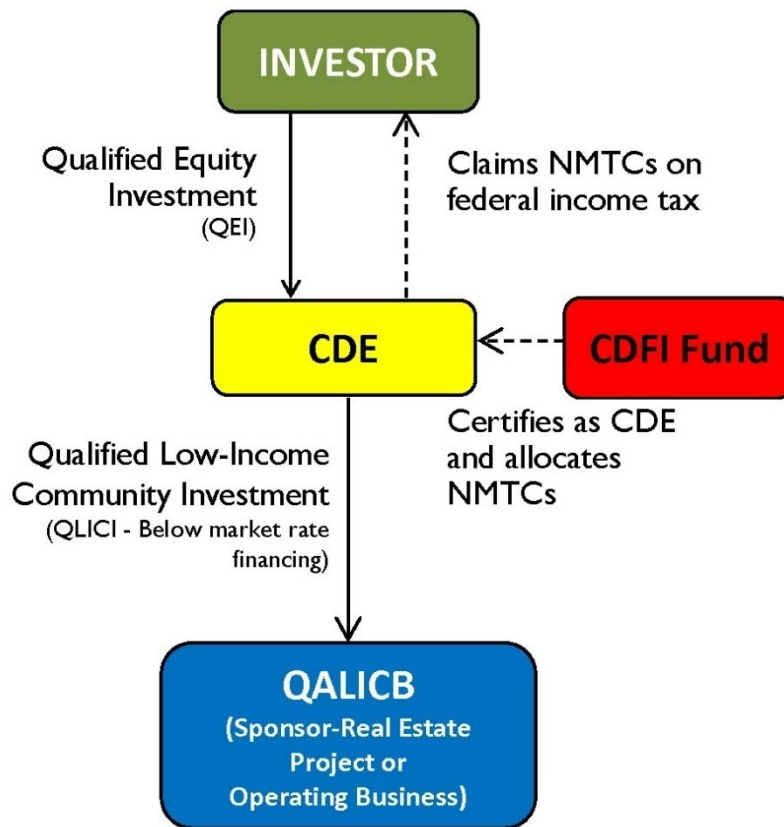 INVESTOR
Qualified Equity
Investment
(QEI)
Claims NMTCs on
federal income tax
CDE
CDFI Fund
Certifies as CDE
and allocates
NMTCs
Qualified Low-Income
Community Investment
(QLICI - Below market rate
financing)
QALICB
(Sponsor-Real Estate
Project or
Operating Business)